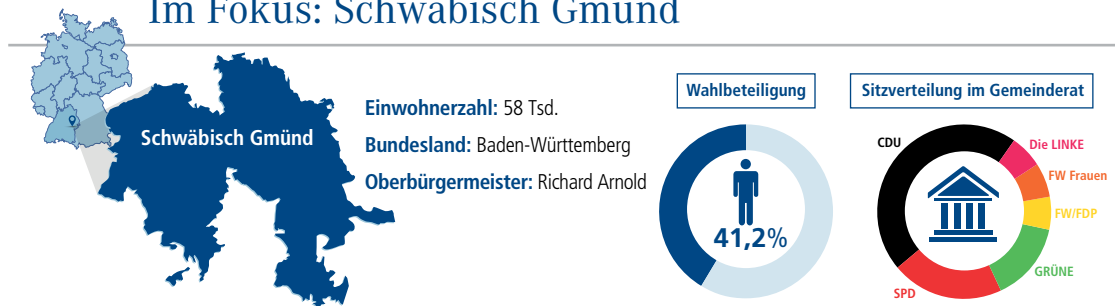 Im Fokus: Schwäbisch Gmünd
Schwäbisch Gmünd
Einwohnerzahl: 58 Tsd.
Bundesland: Baden-Württemberg
Oberbürgermeister: Richard Arnold
Wahlbeteiligung
41,2%
Sitzverteilung im Gemeinderat
CDU
Die LINKE
FW Frauen
FW/FDP
GRÜNE
SPD